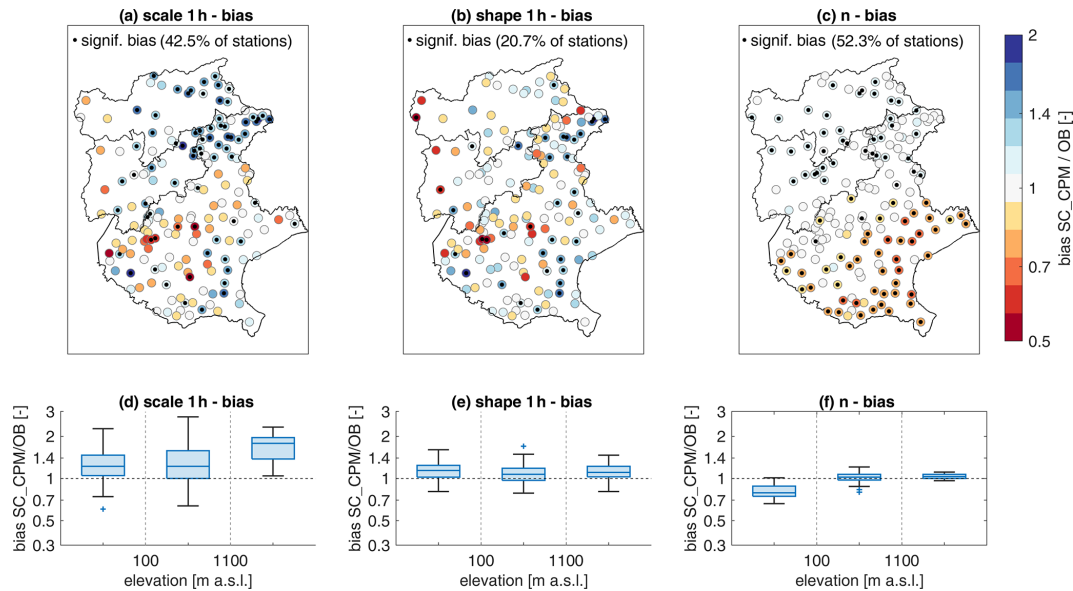 (a) scale 1h - bias
(b) shape 1h - bias
(c) n - bias
• signif. bias (42.5% of stations)
• signif. bias (20.7% of stations)
• signif. bias (52.3% of stations)
2
1.4
1
0.7
0.5
bias SC_CPM / OB [-]
(d) scale 1h - bias
(e) shape 1h - bias
(f) n - bias
bias SC_CPM/OB [-]
3
2
1.4
1
0.7
0.5
0.3
100
1100
elevation [m a.s.l.]
bias SC_CPM/OB [-]
3
2
1.4
1
0.7
0.5
0.3
100
1100
elevation [m a.s.l.]
bias SC_CPM/OB [-]
3
2
1.4
1
0.7
0.5
0.3
100
1100
elevation [m a.s.l.]